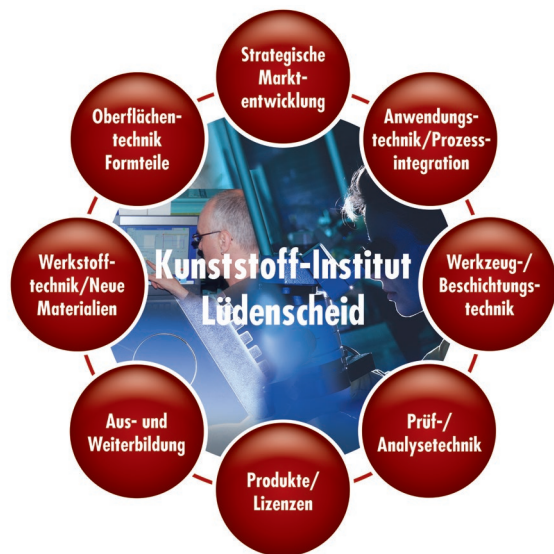 Strategische
Markt-
entwicklung
Anwendungs-
technik/Prozess-
integration
Werkzeug-/
Beschichtungs-
technik
Prüf-/
Analysetechnik
Produkte/
Lizenzen
Aus- und
Weiterbildung
Werkstoff-
technik/Neue
Materialien
Oberflächen-
technik
Formteile
Kunststoff-Institut
Lüdenscheid